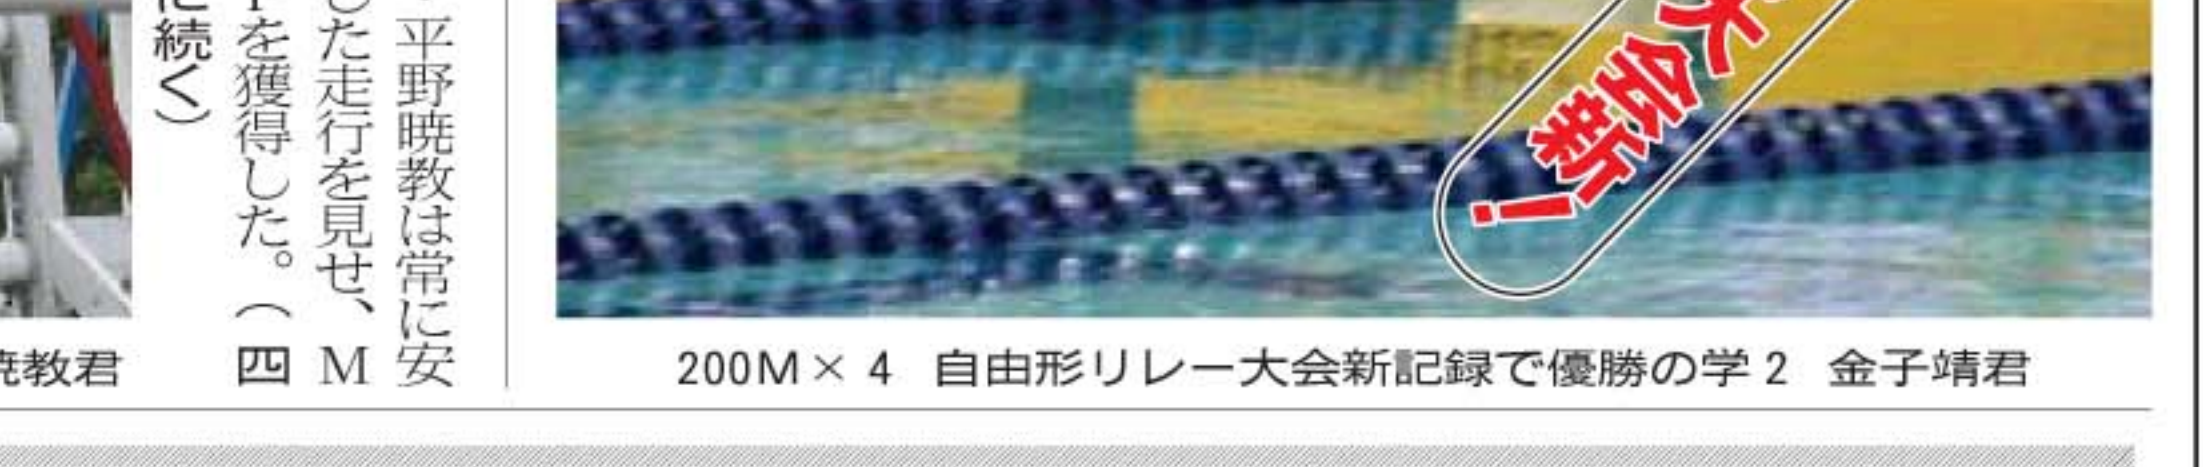 大会新！
200M× 4 自由形リレー大会新記録で優勝の学2 金子靖君
平野暁教は常に安
した走行を見せ、M
を獲得した。（四
に続く）
暁教君